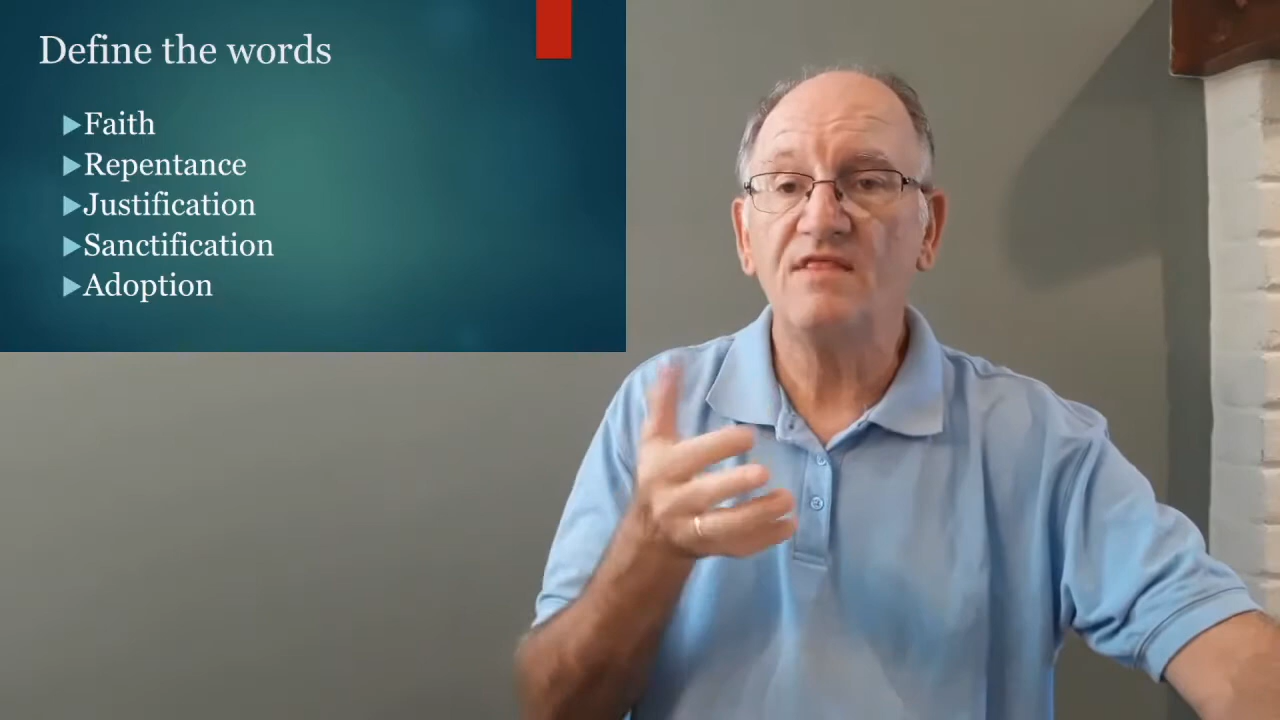 Define the words
Faith
Repentance
Justification
Sanctification
Adoption